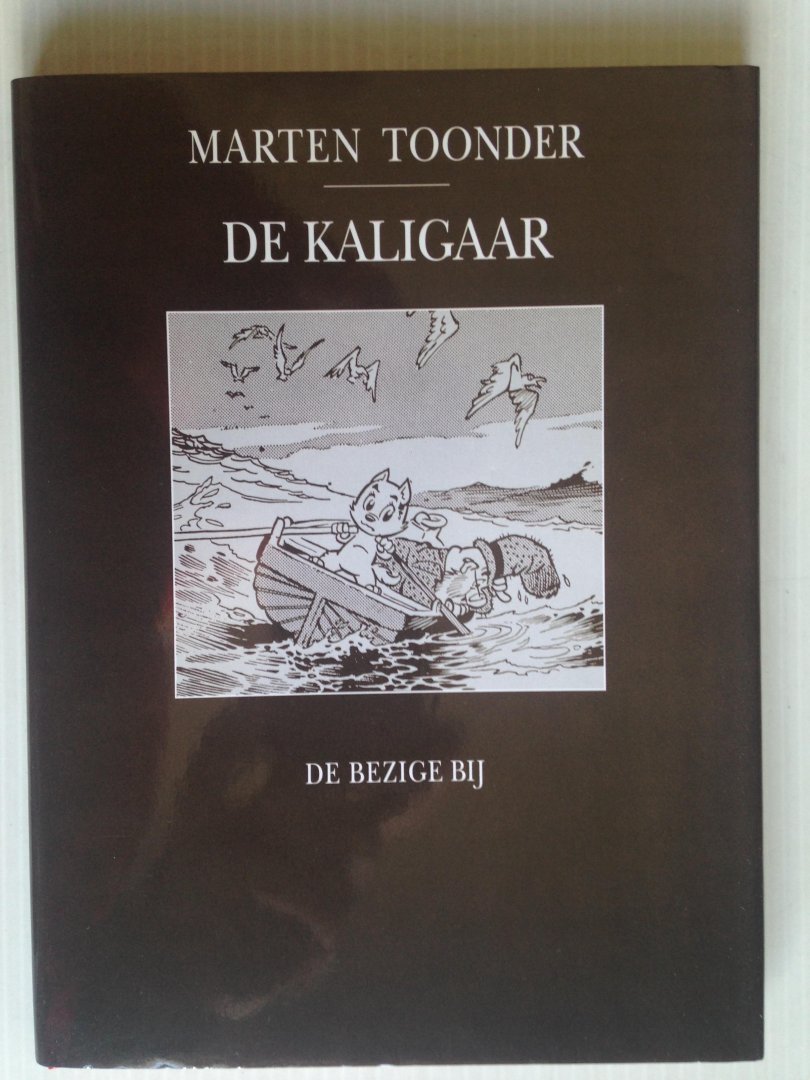 MARTEN TOONDER
DE KALIGAAR
DE BEZIGE BIJ